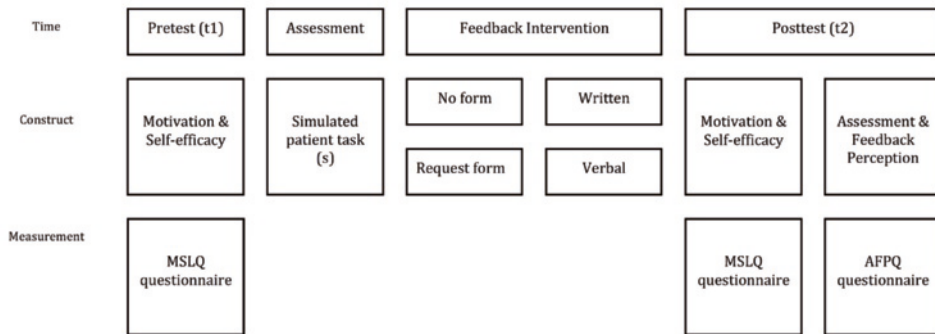 Time
Pretest (t1)
Assessment
Feedback Intervention
Posttest (t2)
Construct
Motivation &
Self-efficacy
Simulated
patient task
(s)
No form
Written
Request form
Verbal
Motivation &
Self-efficacy
Assessment &
Feedback
Perception
Measurement
MSLQ
questionnaire
MSLQ
questionnaire
AFPQ
questionnaire